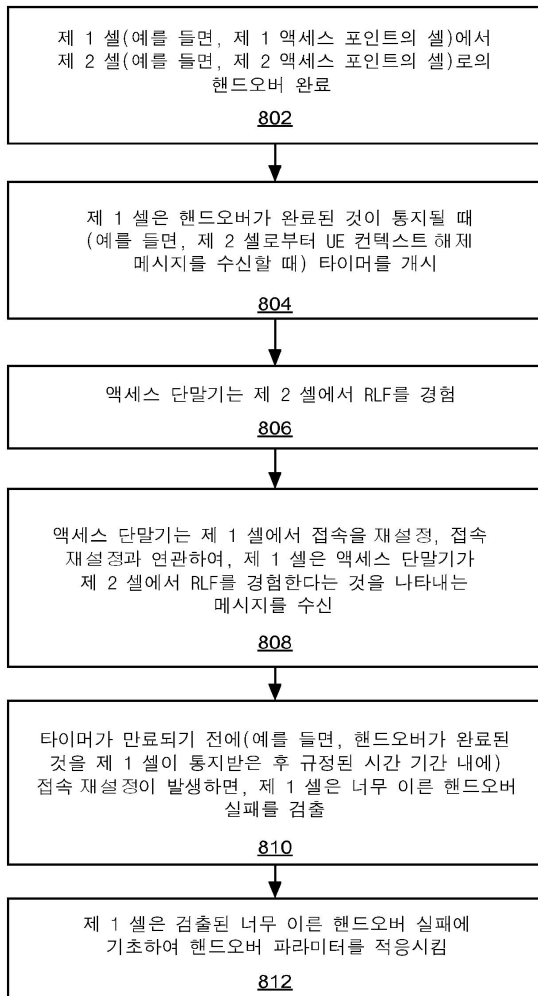 제 1 셀(예를 들면, 제 1 액세스 포인트의 셀)에서
제 2 셀(예를 들면, 제 2 액세스 포인트의 셀)로의
핸드오버 완료
802
제 1 셀은 핸드오버가 완료된 것이 통지될 때
(예를 들면, 제 2 셀로부터 UE 컨텍스트 해제
메시지를 수신할 때) 타이머를 개시
804
액세스 단말기는 제 2 셀에서 RLF를 경험
806
액세스 단말기는 제 1 셀에서 접속을 재설정, 접속
재설정과 연관하여, 제 1 셀은 액세스 단말기가
제 2 셀에서 RLF를 경험한다는 것을 나타내는
메시지를 수신
808
타이머가 만료되기 전에(예를 들면, 핸드오버가 완료된
것을 제 1 셀이 통지받은 후 규정된 시간 기간 내에)
접속 재설정이 발생하면, 제 1 셀은 너무 이른 핸드오버
실패를 검출
810
제 1 셀은 검출된 너무 이른 핸드오버 실패에
기초하여 핸드오버 파라미터를 적응시킴
812